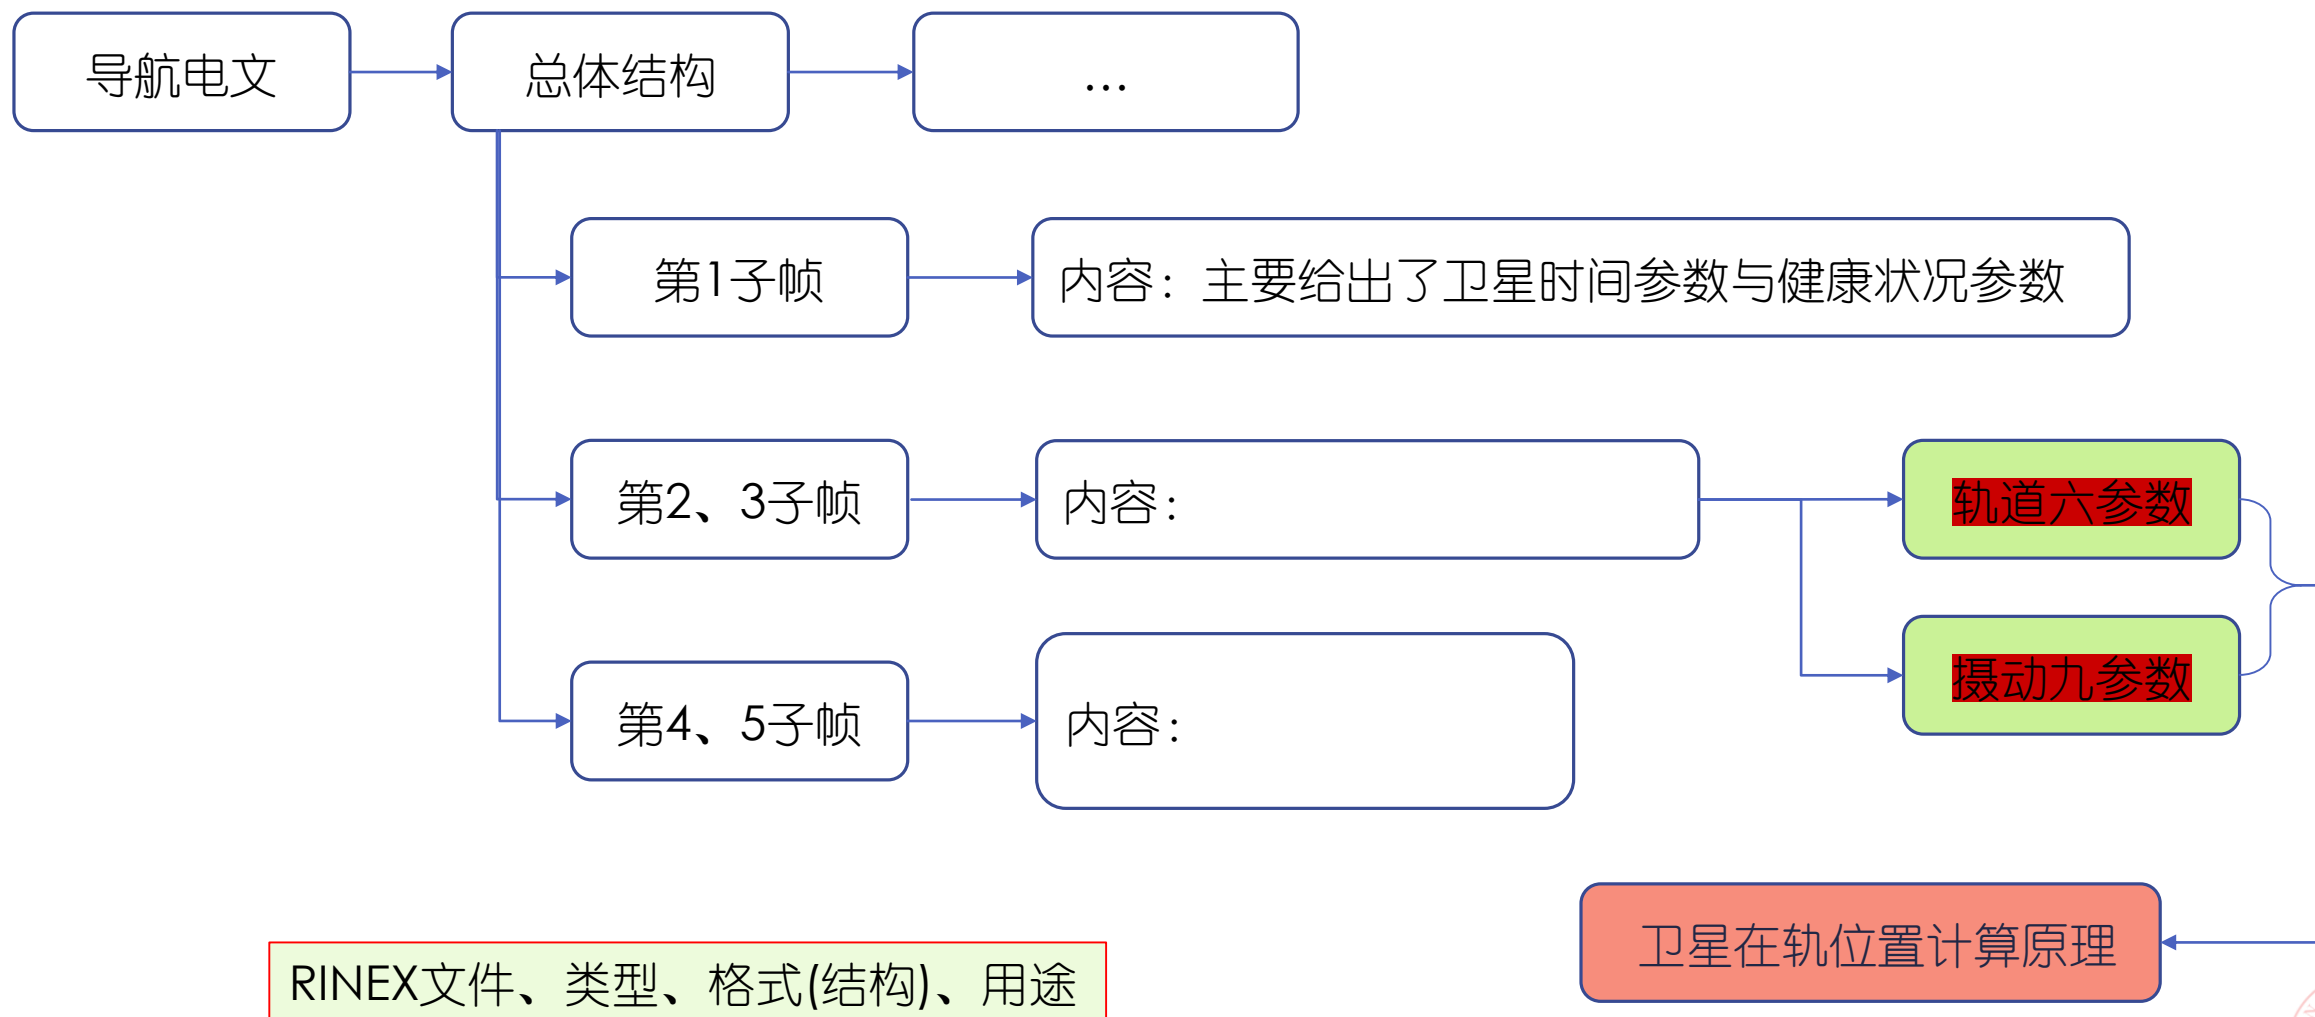 导航电文
总体结构
...
第1子帧
内容：主要给出了卫星时间参数与健康状况参数
第2、3子帧
内容：
轨道六参数
摄动九参数
第4、5子帧
内容：
卫星在轨位置计算原理
RINEX文件、类型、格式(结构)、用途